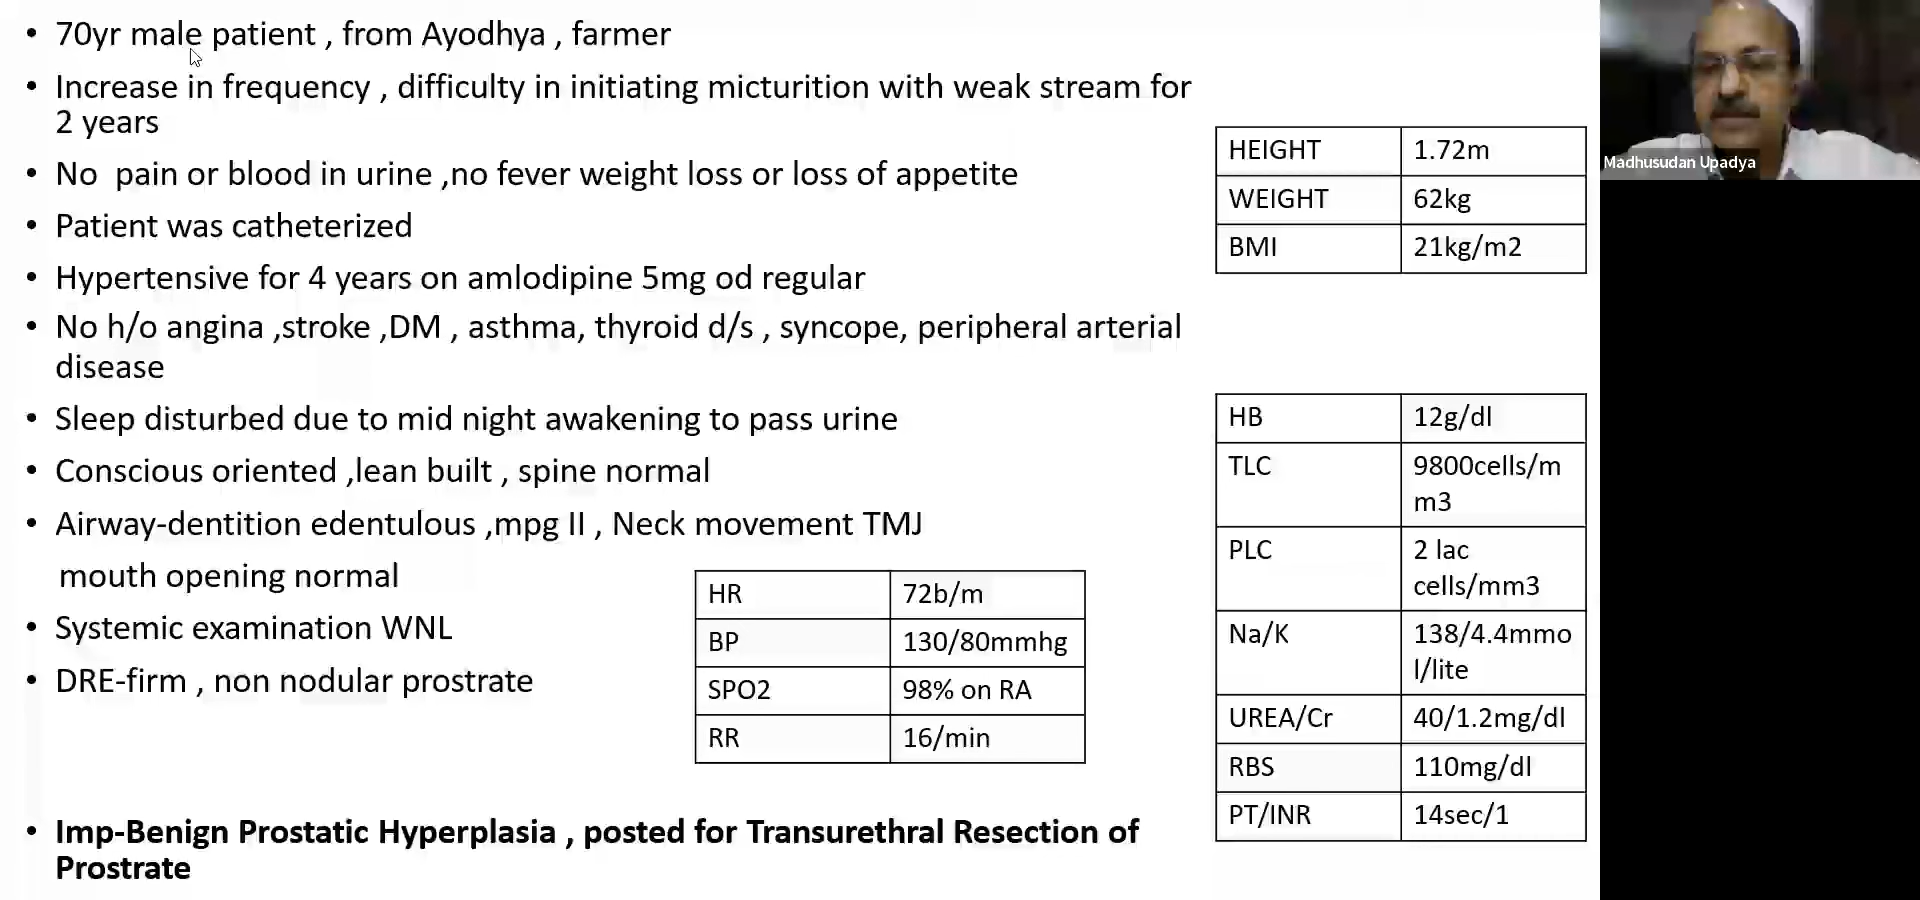 • 70yr male patient , from Ayodhya , farmer
• Increase in frequency , difficulty in initiating micturition with weak stream for
2 years
• No  pain or blood in urine ,no fever weight loss or loss of appetite
• Patient was catheterized
• Hypertensive for 4 years on amlodipine 5mg od regular
• No h/o angina ,stroke ,DM , asthma, thyroid d/s , syncope, peripheral arterial
disease
• Sleep disturbed due to mid night awakening to pass urine
• Conscious oriented ,lean built , spine normal
• Airway-dentition edentulous ,mpg II , Neck movement TMJ
mouth opening normal
• Systemic examination WNL
• DRE-firm , non nodular prostrate
HR 72b/m
BP 130/80mmhg
SPO2 98% on RA
RR 16/min
• Imp-Benign Prostatic Hyperplasia , posted for Transurethral Resection of
Prostrate
HEIGHT 1.72m
WEIGHT 62kg
BMI 21kg/m2
HB 12g/dl
TLC 9800cells/m
m3
PLC 2 lac
cells/mm3
Na/K 138/4.4mmo
l/lite
UREA/Cr 40/1.2mg/dl
RBS 110mg/dl
PT/INR 14sec/1
Madhusudan Upadya